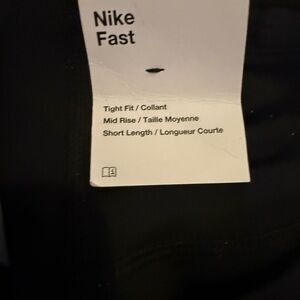 Nike
Fast
Tight Fit / Collant
Mid Rise / Taille Moyenne
Short Length / Longueur Courte